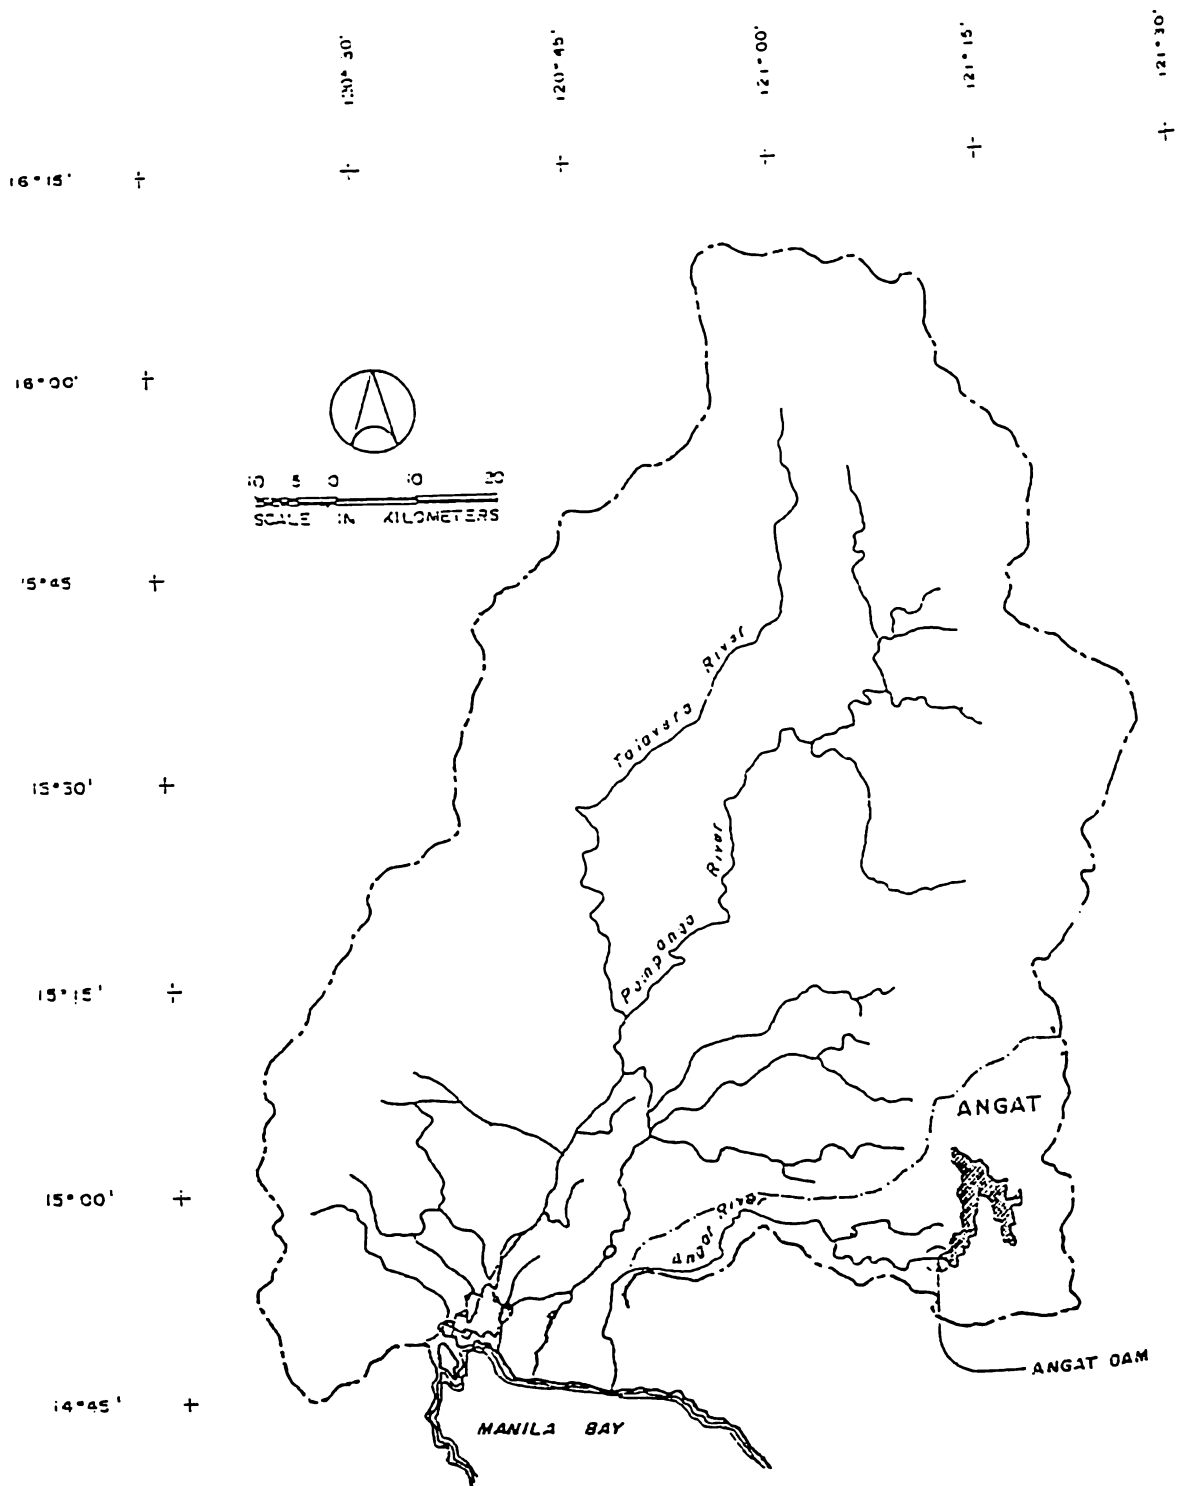 120° 30'
120° 45'
121° 00'
121° 15'
121° 30'
16° 15'
16° 00'
10 5 0 10 20
SCALE IN KILOMETERS
15° 45
River
Talavera
15° 30'
River
Pampanga
15° 15'
ANGAT
15° 00'
Angat River
ANGAT DAM
14° 45'
MANILA BAY